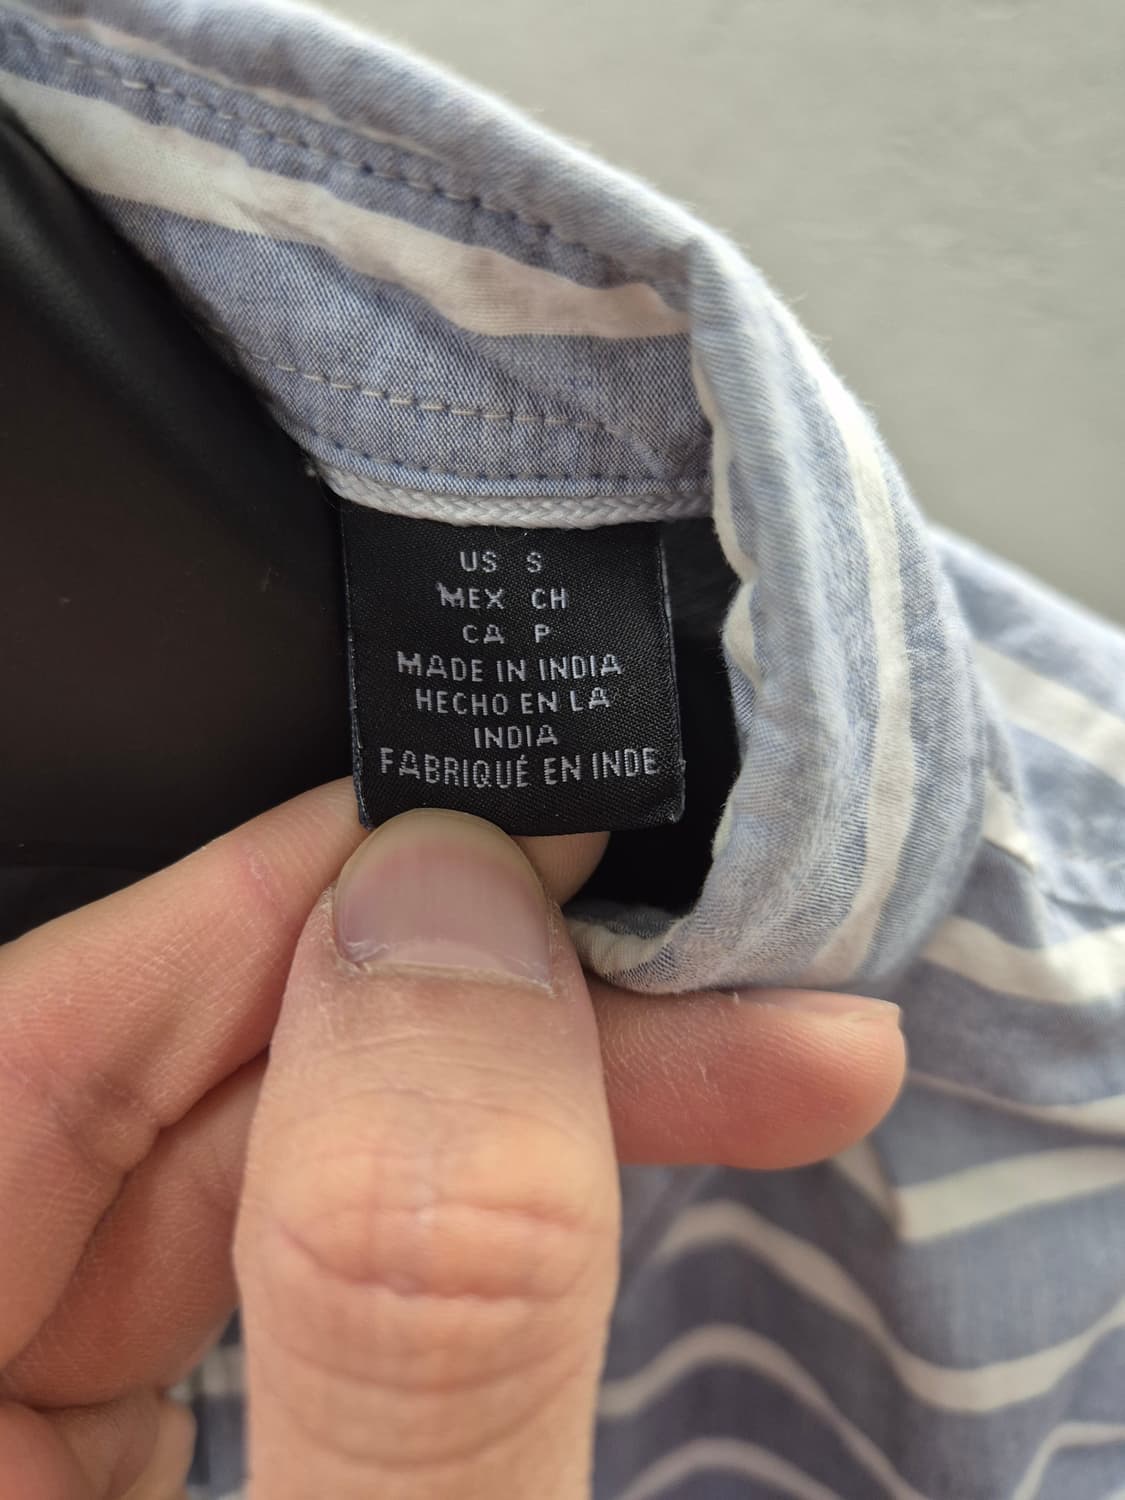 US S
MEX CH
CA P
MADE IN INDIA
HECHO EN LA
INDIA
FABRIQUÉ EN INDE